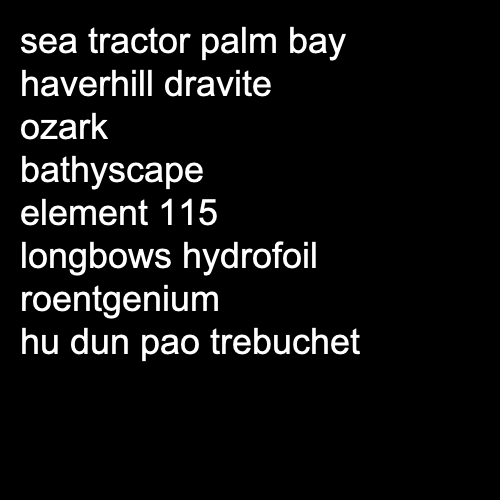 sea tractor palm bay
haverhill dravite
ozark
bathyscape
element 115
longbows hydrofoil
roentgenium
hu dun pao trebuchet